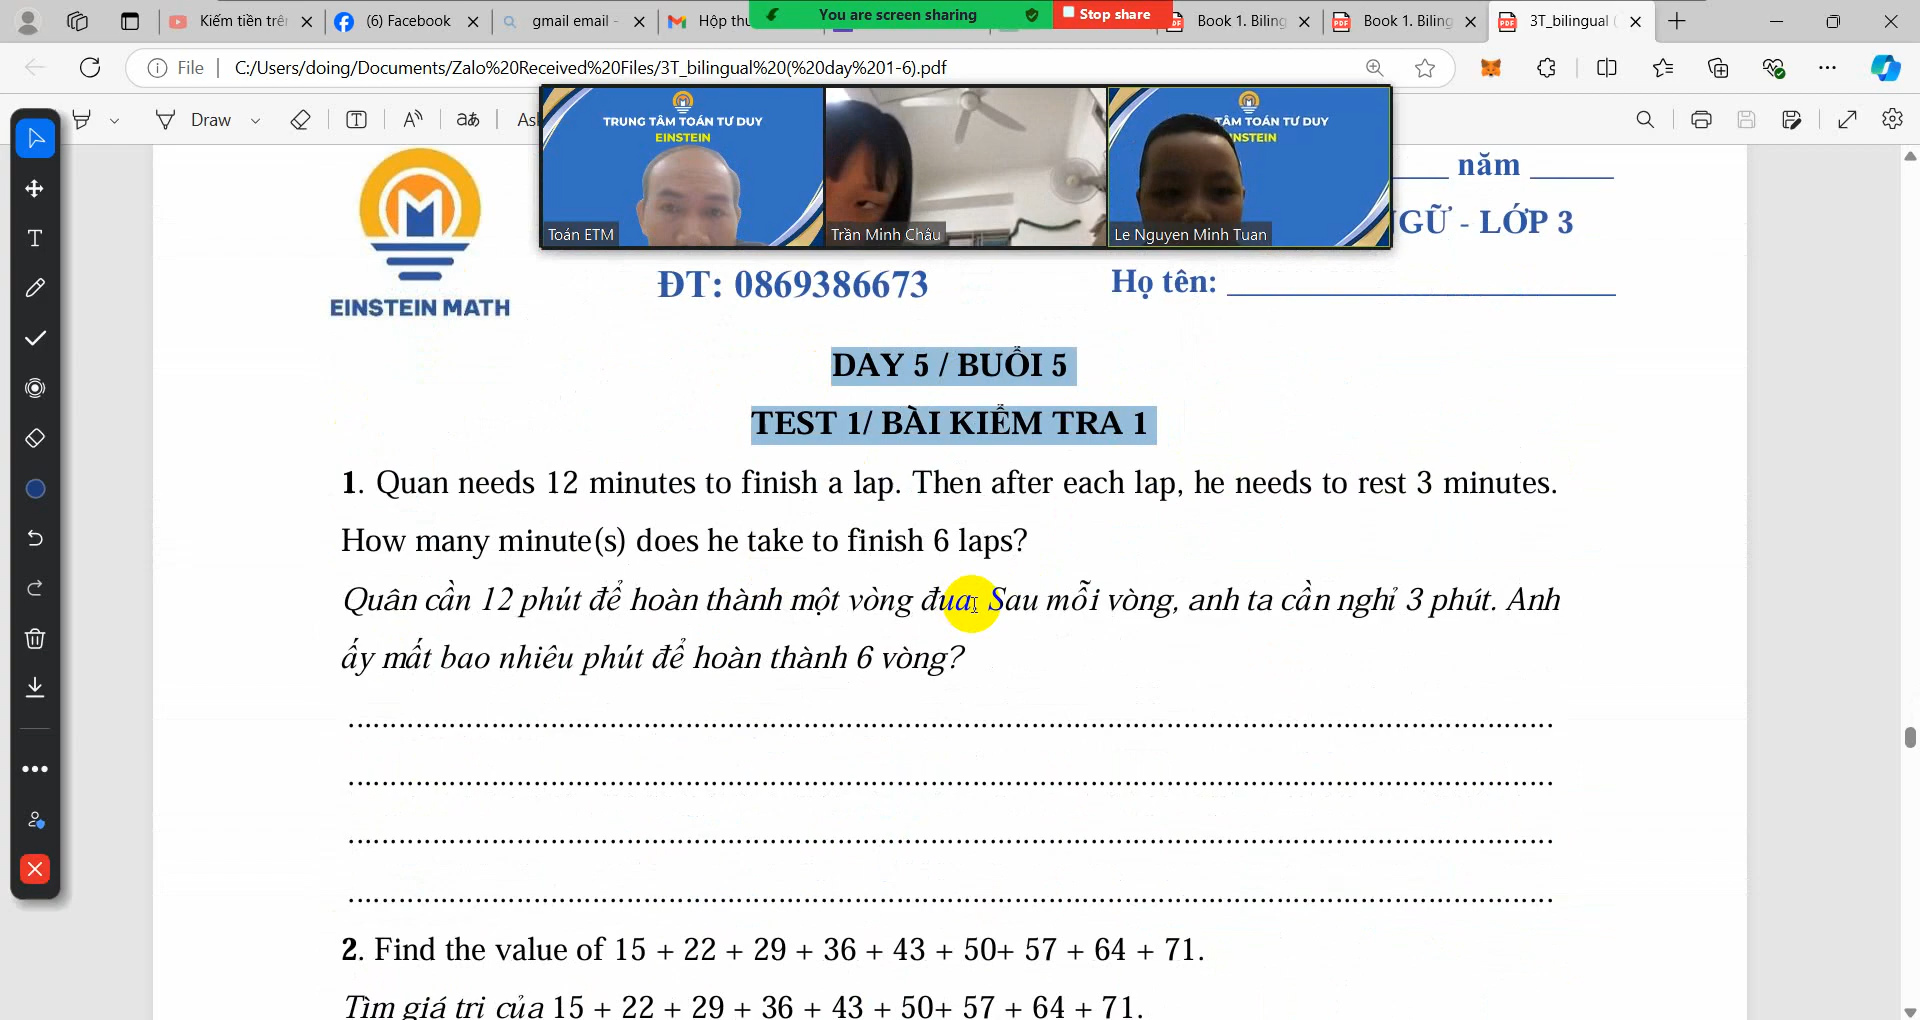 Kiếm tiền trê
(6) Facebook
gmail email -
Hộp thu
You are screen sharing
Stop share
Book 1. Biling
Book 1. Biling
3T_bilingual (
File
C:/Users/doing/Documents/Zalo%20Received%20Files/3T_bilingual%20(%20day%201-6).pdf
Draw
aあ
TRUNG TÂM TOÁN TƯ DUY
EINSTEIN
Toán ETM
Trần Minh Châu
TÂM TOÁN TƯ DUY
INSTEIN
Le Nguyen Minh Tuan
năm
GỮ - LỚP 3
EINSTEIN MATH
ĐT: 0869386673
Họ tên:
DAY 5 / BUỔI 5
TEST 1/ BÀI KIỂM TRA 1
1. Quan needs 12 minutes to finish a lap. Then after each lap, he needs to rest 3 minutes.
How many minute(s) does he take to finish 6 laps?
Quân cần 12 phút để hoàn thành một vòng đua. Sau mỗi vòng, anh ta cần nghỉ 3 phút. Anh
ấy mất bao nhiêu phút để hoàn thành 6 vòng?
2. Find the value of 15 + 22 + 29 + 36 + 43 + 50+ 57 + 64 + 71.
Tìm giá trị của 15 + 22 + 29 + 36 + 43 + 50+ 57 + 64 + 71.